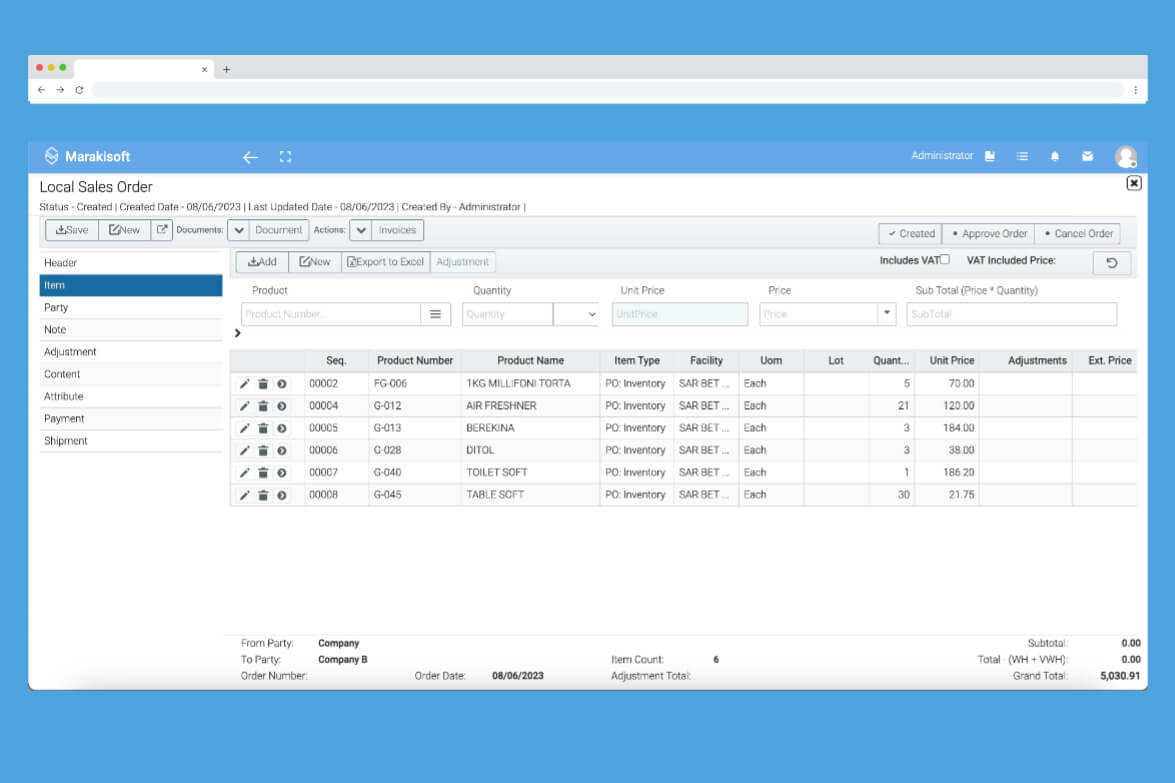 Marakisoft Administrator
Local Sales Order
Status - Created | Created Date - 08/06/2023 | Last Updated Date - 08/06/2023 | Created By - Administrator |
Save New Documents: Document Actions: Invoices Created • Approve Order • Cancel Order
Header
Item
Party
Note
Adjustment
Content
Attribute
Payment
Shipment
Add New Export to Excel Adjustment Includes VAT VAT Included Price:
Product Quantity Unit Price Price Sub Total (Price * Quantity)
Product Number... Quantity UnitPrice Price SubTotal
Seq. Product Number Product Name Item Type Facility Uom Lot Quant... Unit Price Adjustments Ext. Price
00002 FG-006 1KG MILLIFONI TORTA PO: Inventory SAR BET ... Each 5 70.00
00004 G-012 AIR FRESHNER PO: Inventory SAR BET ... Each 21 120.00
00005 G-013 BEREKINA PO: Inventory SAR BET ... Each 3 184.00
00006 G-028 DITOL PO: Inventory SAR BET ... Each 3 38.00
00007 G-040 TOILET SOFT PO: Inventory SAR BET ... Each 1 186.20
00008 G-045 TABLE SOFT PO: Inventory SAR BET ... Each 30 21.75
From Party: Company Subtotal: 0.00
To Party: Company B Item Count: 6 Total (WH + VWH): 0.00
Order Number: Order Date: 08/06/2023 Adjustment Total: Grand Total: 5,030.91